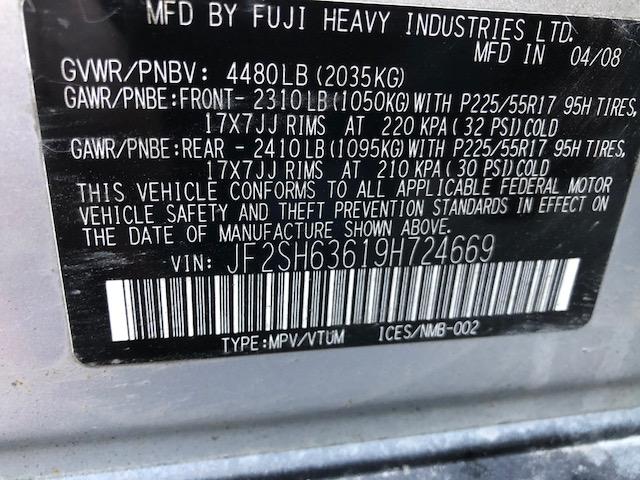 MFD BY FUJI HEAVY INDUSTRIES LTD.
MFD IN 04/08
GVWR/PNBV: 4480LB (2035KG)
GAWR/PNBE:FRONT- 2310LB(1050KG)WITH P225/55R17 95H TIRES,
17X7JJ RIMS AT 220 KPA( 32 PSI)COLD
GAWR/PNBE:REAR - 2410LB(1095KG)WITH P225/55R17 95H TIRES,
17X7JJ RIMS AT 210 KPA( 30 PSI)COLD
THIS VEHICLE CONFORMS TO ALL APPLICABLE FEDERAL MOTOR
VEHICLE SAFETY AND THEFT PREVENTION STANDARDS IN EFFECT ON
THE DATE OF MANUFACTURE SHOWN ABOVE.
VIN: JF2SH63619H724669
TYPE:MPV/VTUM ICES/NMB-002